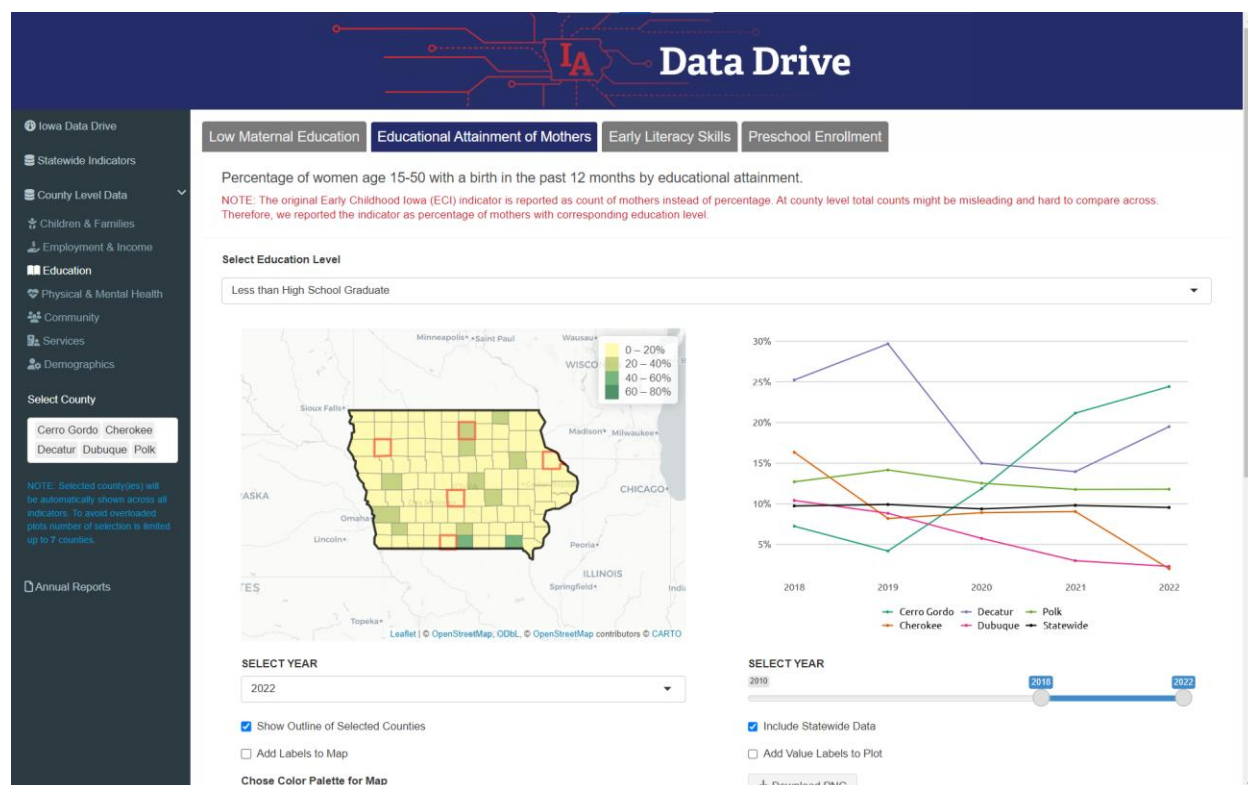 IA Data Drive
Iowa Data Drive
Statewide Indicators
County Level Data
Children & Families
Employment & Income
Education
Physical & Mental Health
Community
Services
Demographics
Select County
Cerro Gordo Cherokee
Decatur Dubuque Polk
NOTE: Selected county(ies) will
be automatically shown across all
indicators. To avoid overloaded
plots number of selection is limited
up to 7 counties.
Annual Reports
Low Maternal Education Educational Attainment of Mothers Early Literacy Skills Preschool Enrollment
Percentage of women age 15-50 with a birth in the past 12 months by educational attainment.
NOTE: The original Early Childhood Iowa (ECI) indicator is reported as count of mothers instead of percentage. At county level total counts might be misleading and hard to compare across.
Therefore, we reported the indicator as percentage of mothers with corresponding education level.
Select Education Level
Less than High School Graduate
Minneapolis Saint Paul Wausau
WISCO
0 – 20%
20 – 40%
40 – 60%
60 – 80%
Sioux Falls
Madison Milwaukee
CHICAGO
ASKA
Omaha
Lincoln
Peoria
ILLINOIS
TES
Springfield
India
Topeka
Leaflet | © OpenStreetMap, ODbL, © OpenStreetMap contributors © CARTO
30%
25%
20%
15%
10%
5%
2018 2019 2020 2021 2022
Cerro Gordo Decatur Polk
Cherokee Dubuque Statewide
SELECT YEAR
2022
Show Outline of Selected Counties
Add Labels to Map
Chose Color Palette for Map
SELECT YEAR
2010 2018 2022
Include Statewide Data
Add Value Labels to Plot
Download PNG